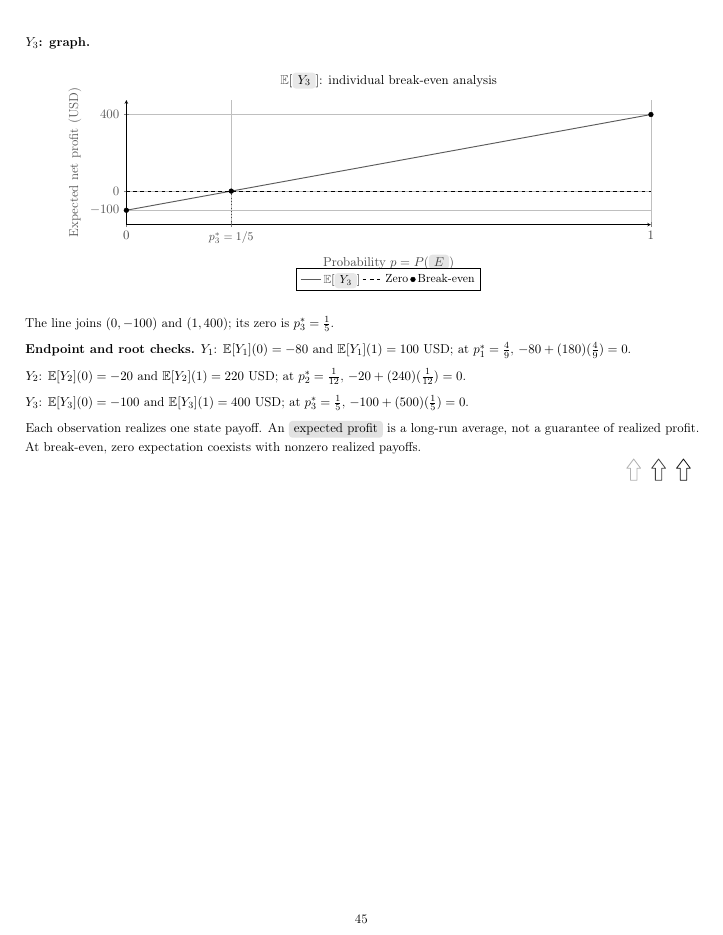 Y₃: graph.
𝔼[ Y₃ ]: individual break-even analysis
Expected net profit (USD)
400
0
−100
0
p₃* = 1/5
1
Probability p = P( E )
𝔼[ Y₃ ] Zero Break-even
The line joins (0, −100) and (1, 400); its zero is p₃* = 1/5.
Endpoint and root checks. Y₁: 𝔼[Y₁](0) = −80 and 𝔼[Y₁](1) = 100 USD; at p₁* = 4/9, −80 + (180)(4/9) = 0.
Y₂: 𝔼[Y₂](0) = −20 and 𝔼[Y₂](1) = 220 USD; at p₂* = 1/12, −20 + (240)(1/12) = 0.
Y₃: 𝔼[Y₃](0) = −100 and 𝔼[Y₃](1) = 400 USD; at p₃* = 1/5, −100 + (500)(1/5) = 0.
Each observation realizes one state payoff. An expected profit is a long-run average, not a guarantee of realized profit.
At break-even, zero expectation coexists with nonzero realized payoffs.
45